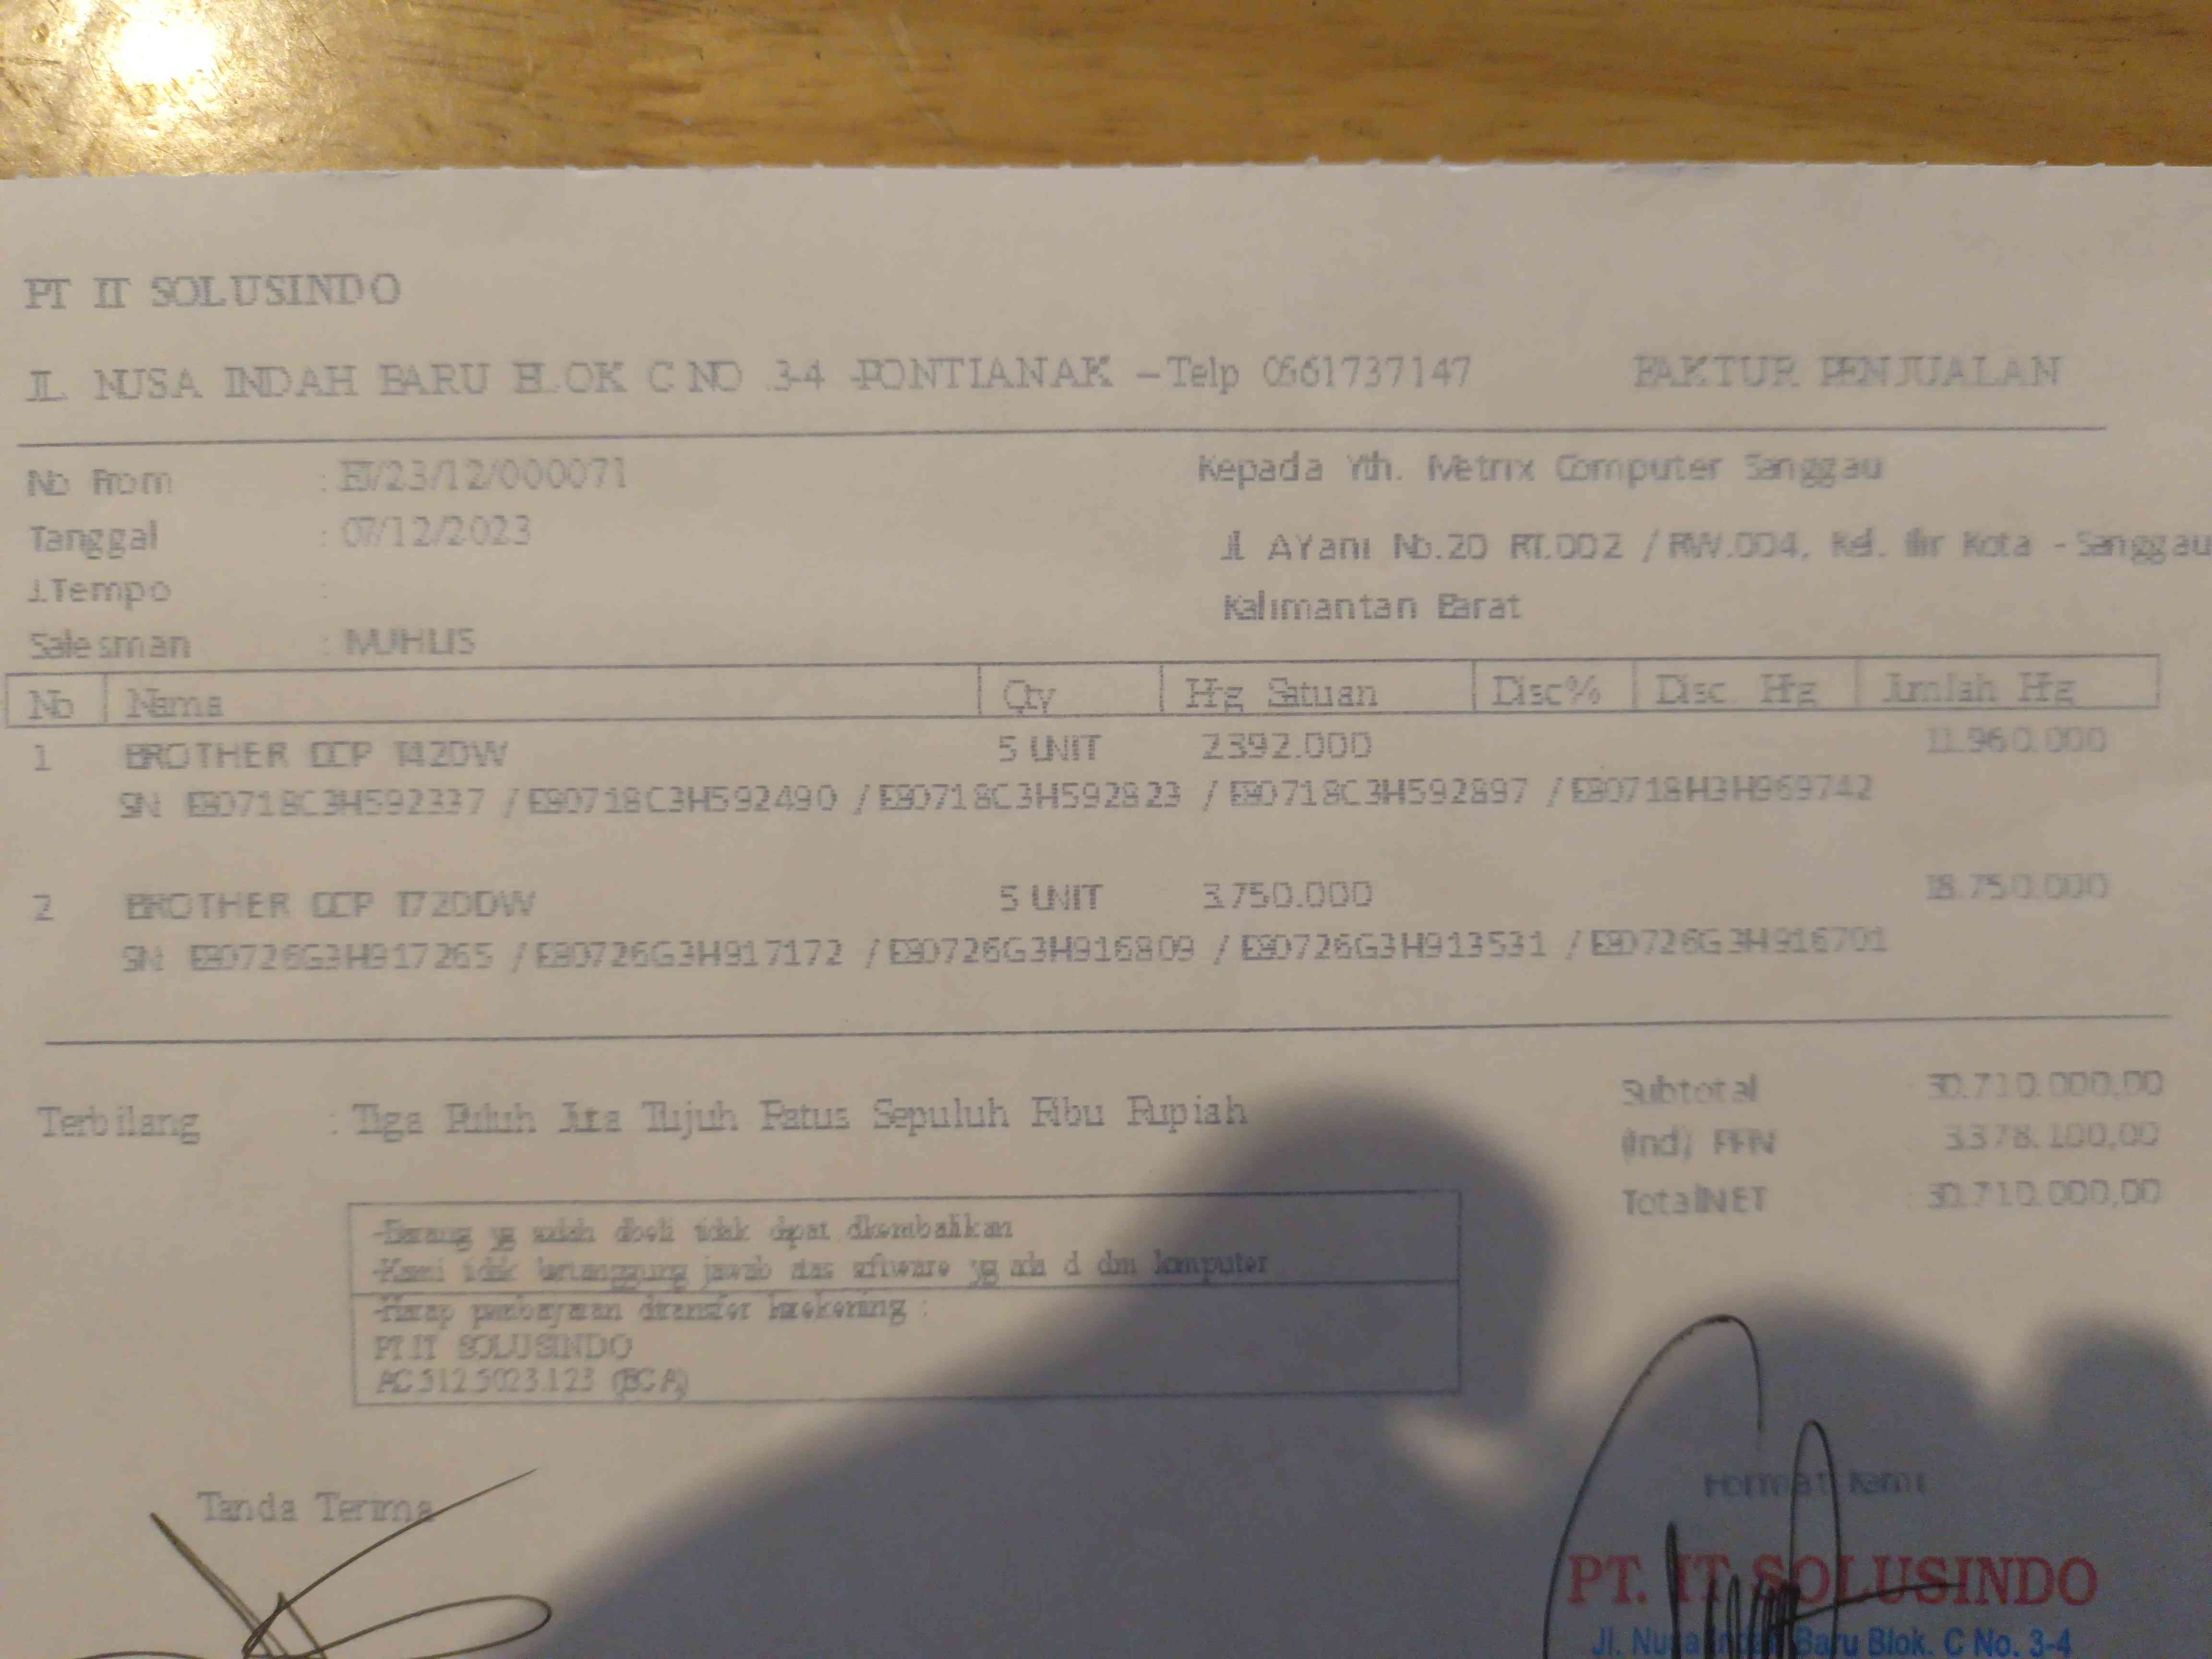 PT IT SOLUSINDO
JL. NUSA INDAH BARU BLOK C NO 3-4 -PONTIANAK - Telp 0561737147 FAKTUR PENJUALAN
No From : /23/12/000071 Kepada Yth. Metrix Computer Sanggau
Tanggal : 07/12/2023 Jl AYani No.20 RT.002 / RW.004, Kel. Ilir Kota - Sanggau
J.Tempo : Kalimantan Barat
Salesman : MUHLIS
No Nama Qty Hrg Satuan Disc% Disc Hrg Jumlah Hrg
1 BROTHER DCP T420W 5 UNIT 2.392.000 11.960.000
SN E80718C3H592337 / E80718C3H592490 / E80718C3H592823 / E80718C3H592897 / E80718H3H969742
2 BROTHER DCP T720DW 5 UNIT 3.750.000 18.750.000
SN E80726G3H917265 / E80726G3H917172 / E80726G3H916809 / E80726G3H913531 / E80726G3H916701
Terbilang : Tiga Puluh Juta Tujuh Ratus Sepuluh Ribu Rupiah
Subtotal : 30.710.000,00
(Incl) PPN 3.378.100,00
Total NET : 30.710.000,00
-Barang yg sudah dibeli tidak dapat dikembalikan
-Kami tidak bertanggung jawab atas software yg ada di dlm komputer
-Harap pembayaran ditransfer kerekening :
PT IT SOLUSINDO
AC 512.5023.123 (BCA)
Tanda Terima Hormat Kami
PT. IT SOLUSINDO
Jl. Nusa Indah Baru Blok. C No. 3-4